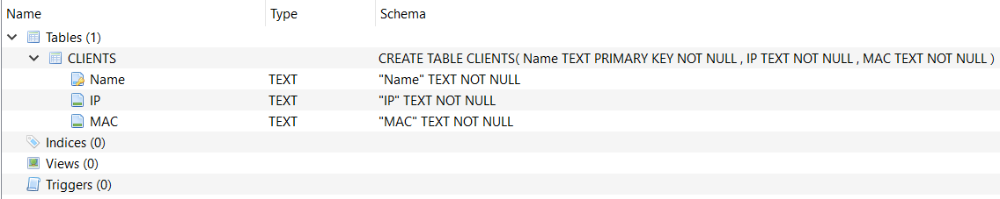 Name Type Schema
Tables (1)
CLIENTS CREATE TABLE CLIENTS( Name TEXT PRIMARY KEY NOT NULL , IP TEXT NOT NULL , MAC TEXT NOT NULL )
Name TEXT "Name" TEXT NOT NULL
IP TEXT "IP" TEXT NOT NULL
MAC TEXT "MAC" TEXT NOT NULL
Indices (0)
Views (0)
Triggers (0)